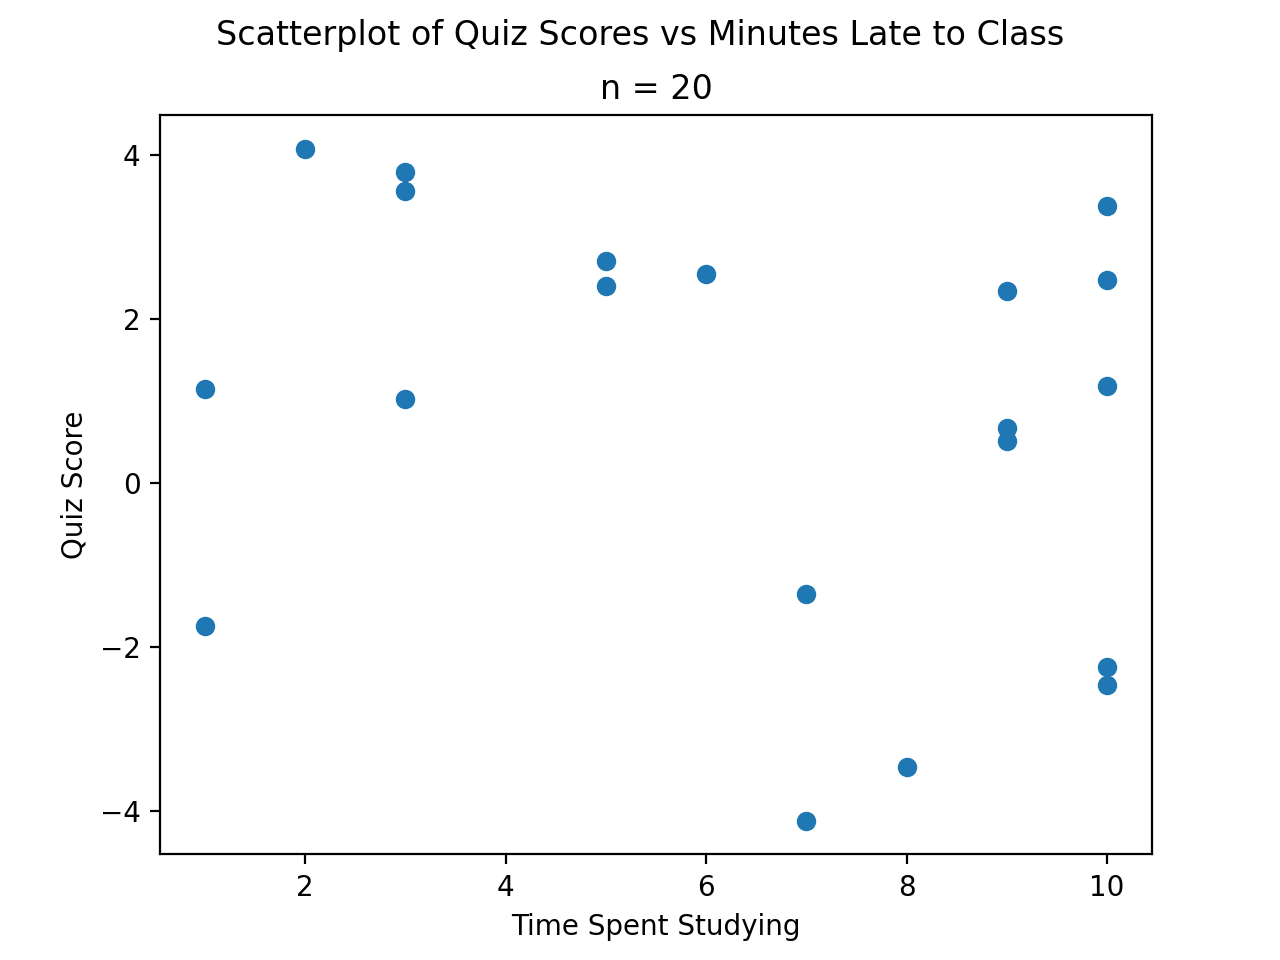 Scatterplot of Quiz Scores vs Minutes Late to Class
n = 20
4
2
0
−2
−4
Quiz Score
2 4 6 8 10
Time Spent Studying